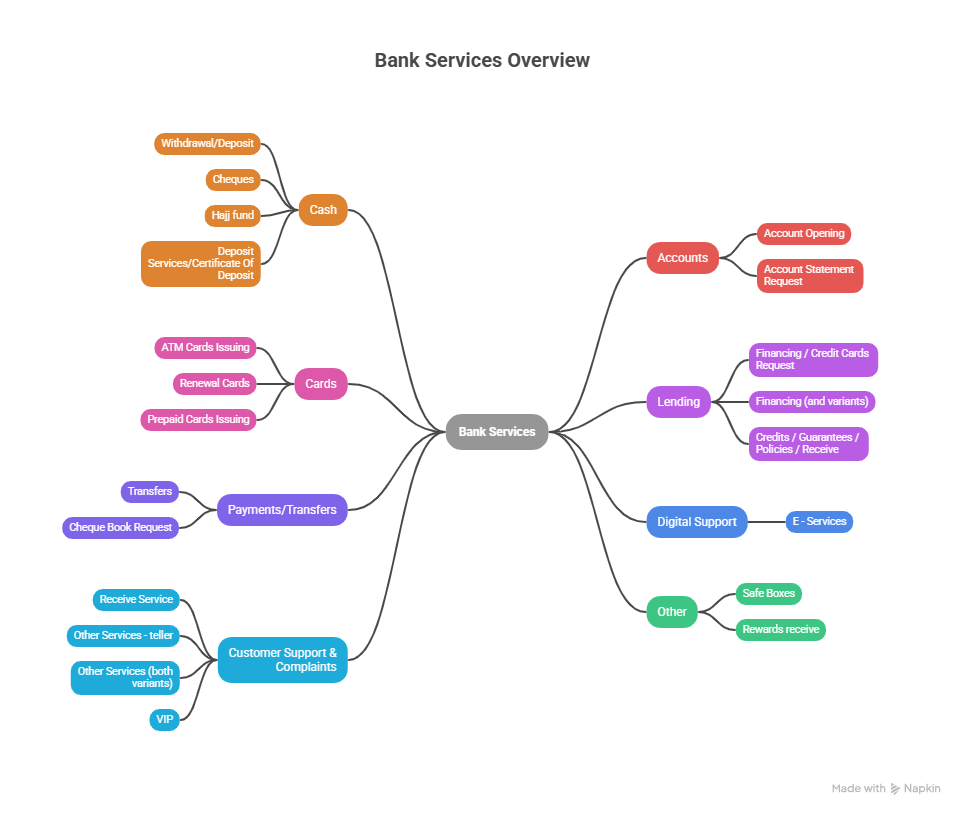 Bank Services Overview
Withdrawal/Deposit
Cheques
Hajj fund
Deposit
Services/Certificate Of
Deposit
Cash
ATM Cards Issuing
Renewal Cards
Prepaid Cards Issuing
Cards
Transfers
Cheque Book Request
Payments/Transfers
Receive Service
Other Services - teller
Other Services (both
variants)
VIP
Customer Support &
Complaints
Bank Services
Accounts
Account Opening
Account Statement
Request
Lending
Financing / Credit Cards
Request
Financing (and variants)
Credits / Guarantees /
Policies / Receive
Digital Support
E - Services
Other
Safe Boxes
Rewards receive
Made with Napkin